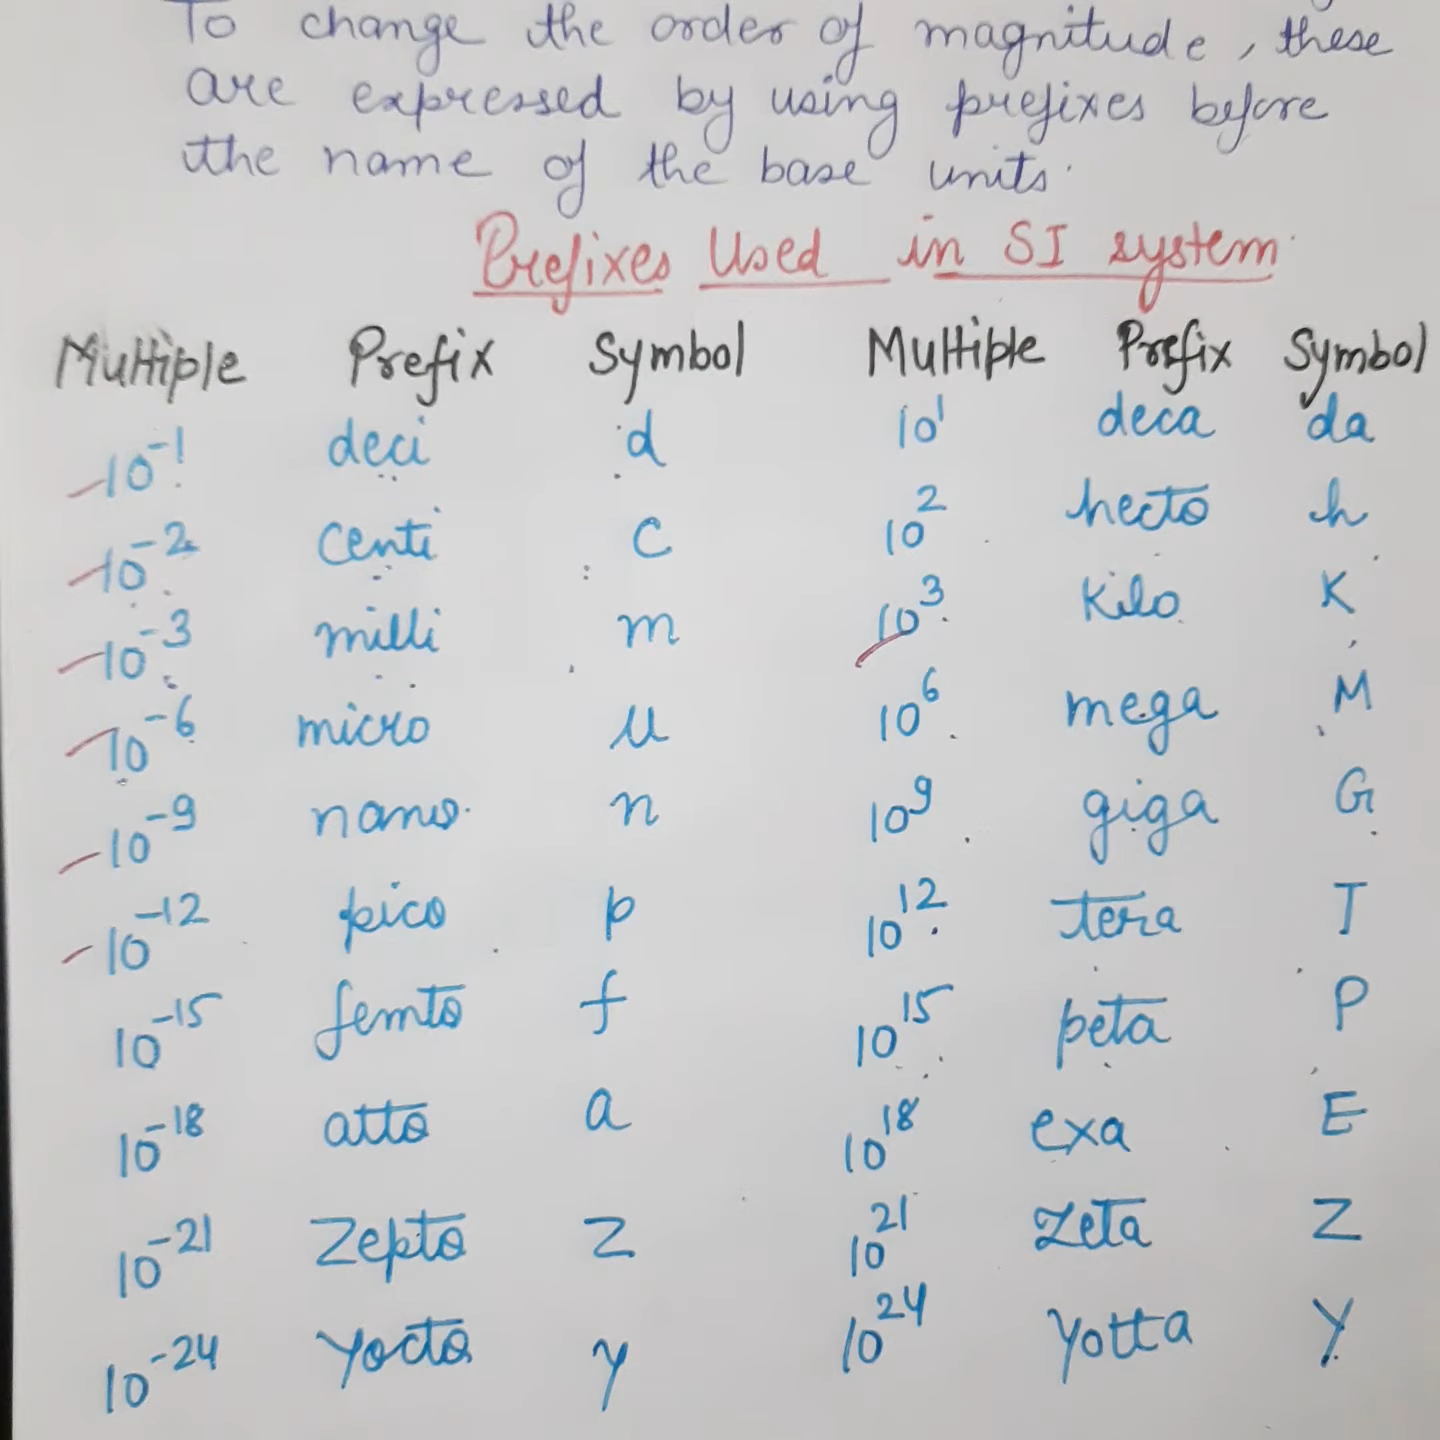 To change the order of magnitude, these
are expressed by using prefixes before
the name of the base units.
Prefixes Used in SI system
Multiple Prefix Symbol Multiple Prefix Symbol
10⁻¹ deci d 10¹ deca da
10⁻² centi c 10² hecto h
10⁻³ milli m 10³ Kilo K
10⁻⁶ micro μ 10⁶ mega M
10⁻⁹ nano n 10⁹ giga G
10⁻¹² pico p 10¹² tera T
10⁻¹⁵ femto f 10¹⁵ peta P
10⁻¹⁸ atto a 10¹⁸ exa E
10⁻²¹ Zepto Z 10²¹ Zeta Z
10⁻²⁴ Yocto y 10²⁴ Yotta Y